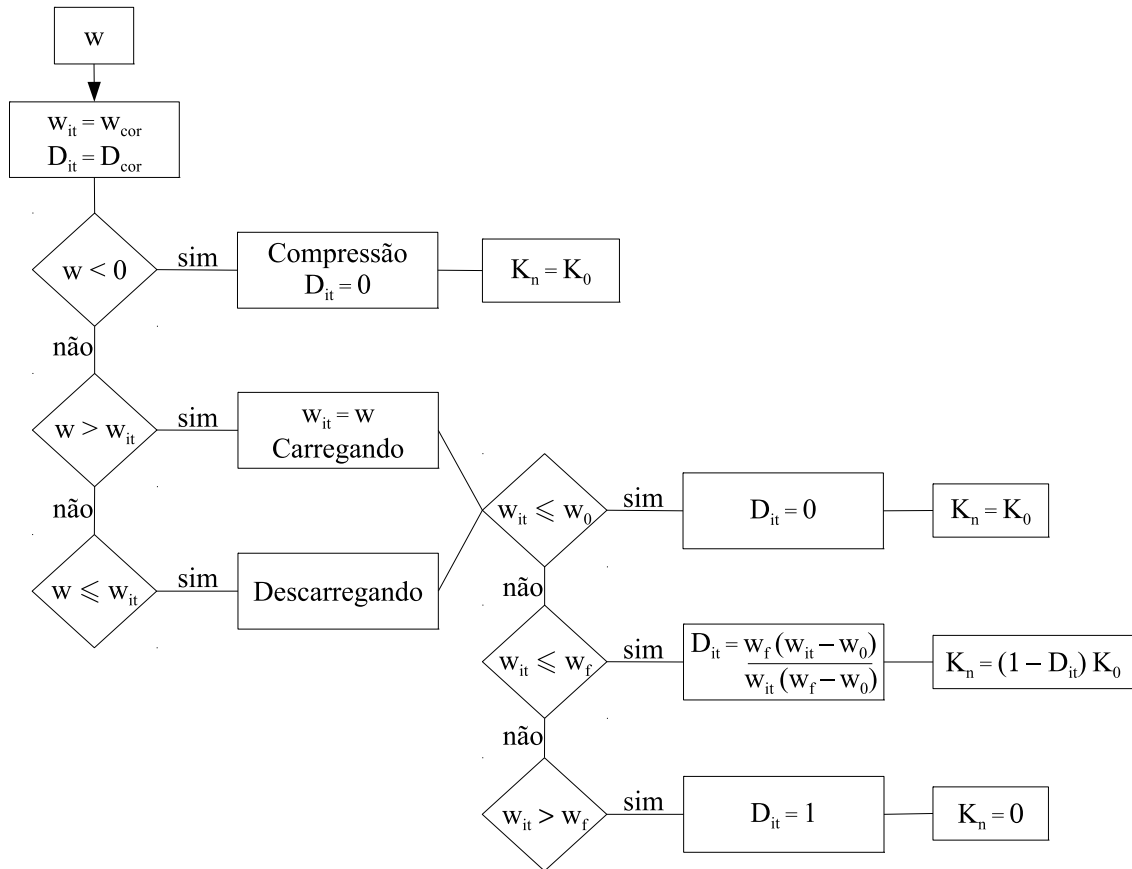 w
w_it = w_cor
D_it = D_cor
w < 0
sim
Compressão
D_it = 0
K_n = K_0
não
w > w_it
sim
w_it = w
Carregando
não
w ⩽ w_it
sim
Descarregando
w_it ⩽ w_0
sim
D_it = 0
K_n = K_0
não
w_it ⩽ w_f
sim
D_it = w_f (w_it − w_0)
w_it (w_f − w_0)
K_n = (1 − D_it) K_0
não
w_it > w_f
sim
D_it = 1
K_n = 0